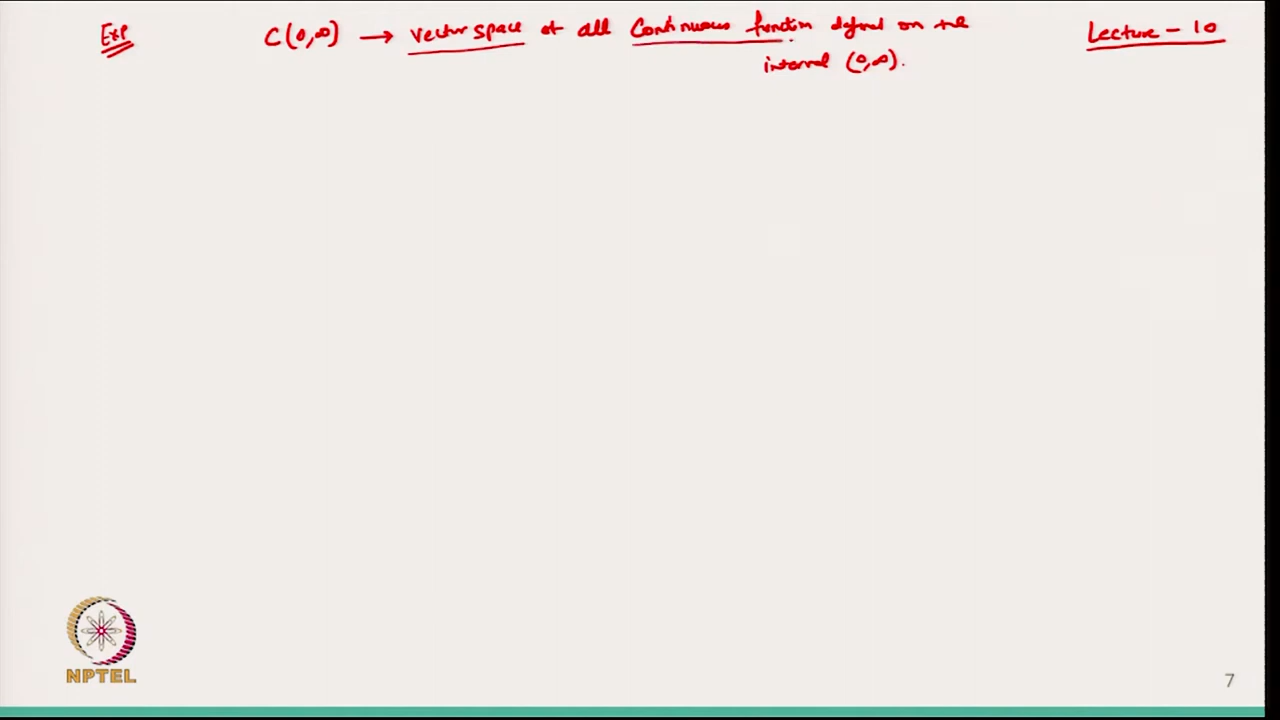 Exp C(0,∞) → vector space of all Continuous function defined on the Lecture - 10
interval (0,∞).
NPTEL
7